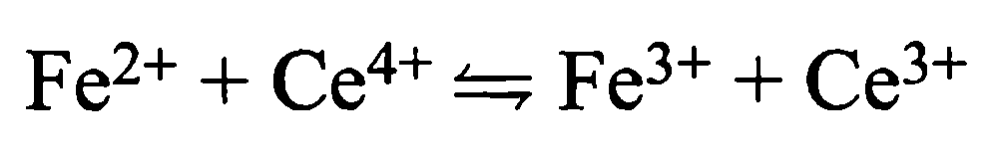 Fe²⁺ + Ce⁴⁺ ⇌ Fe³⁺ + Ce³⁺